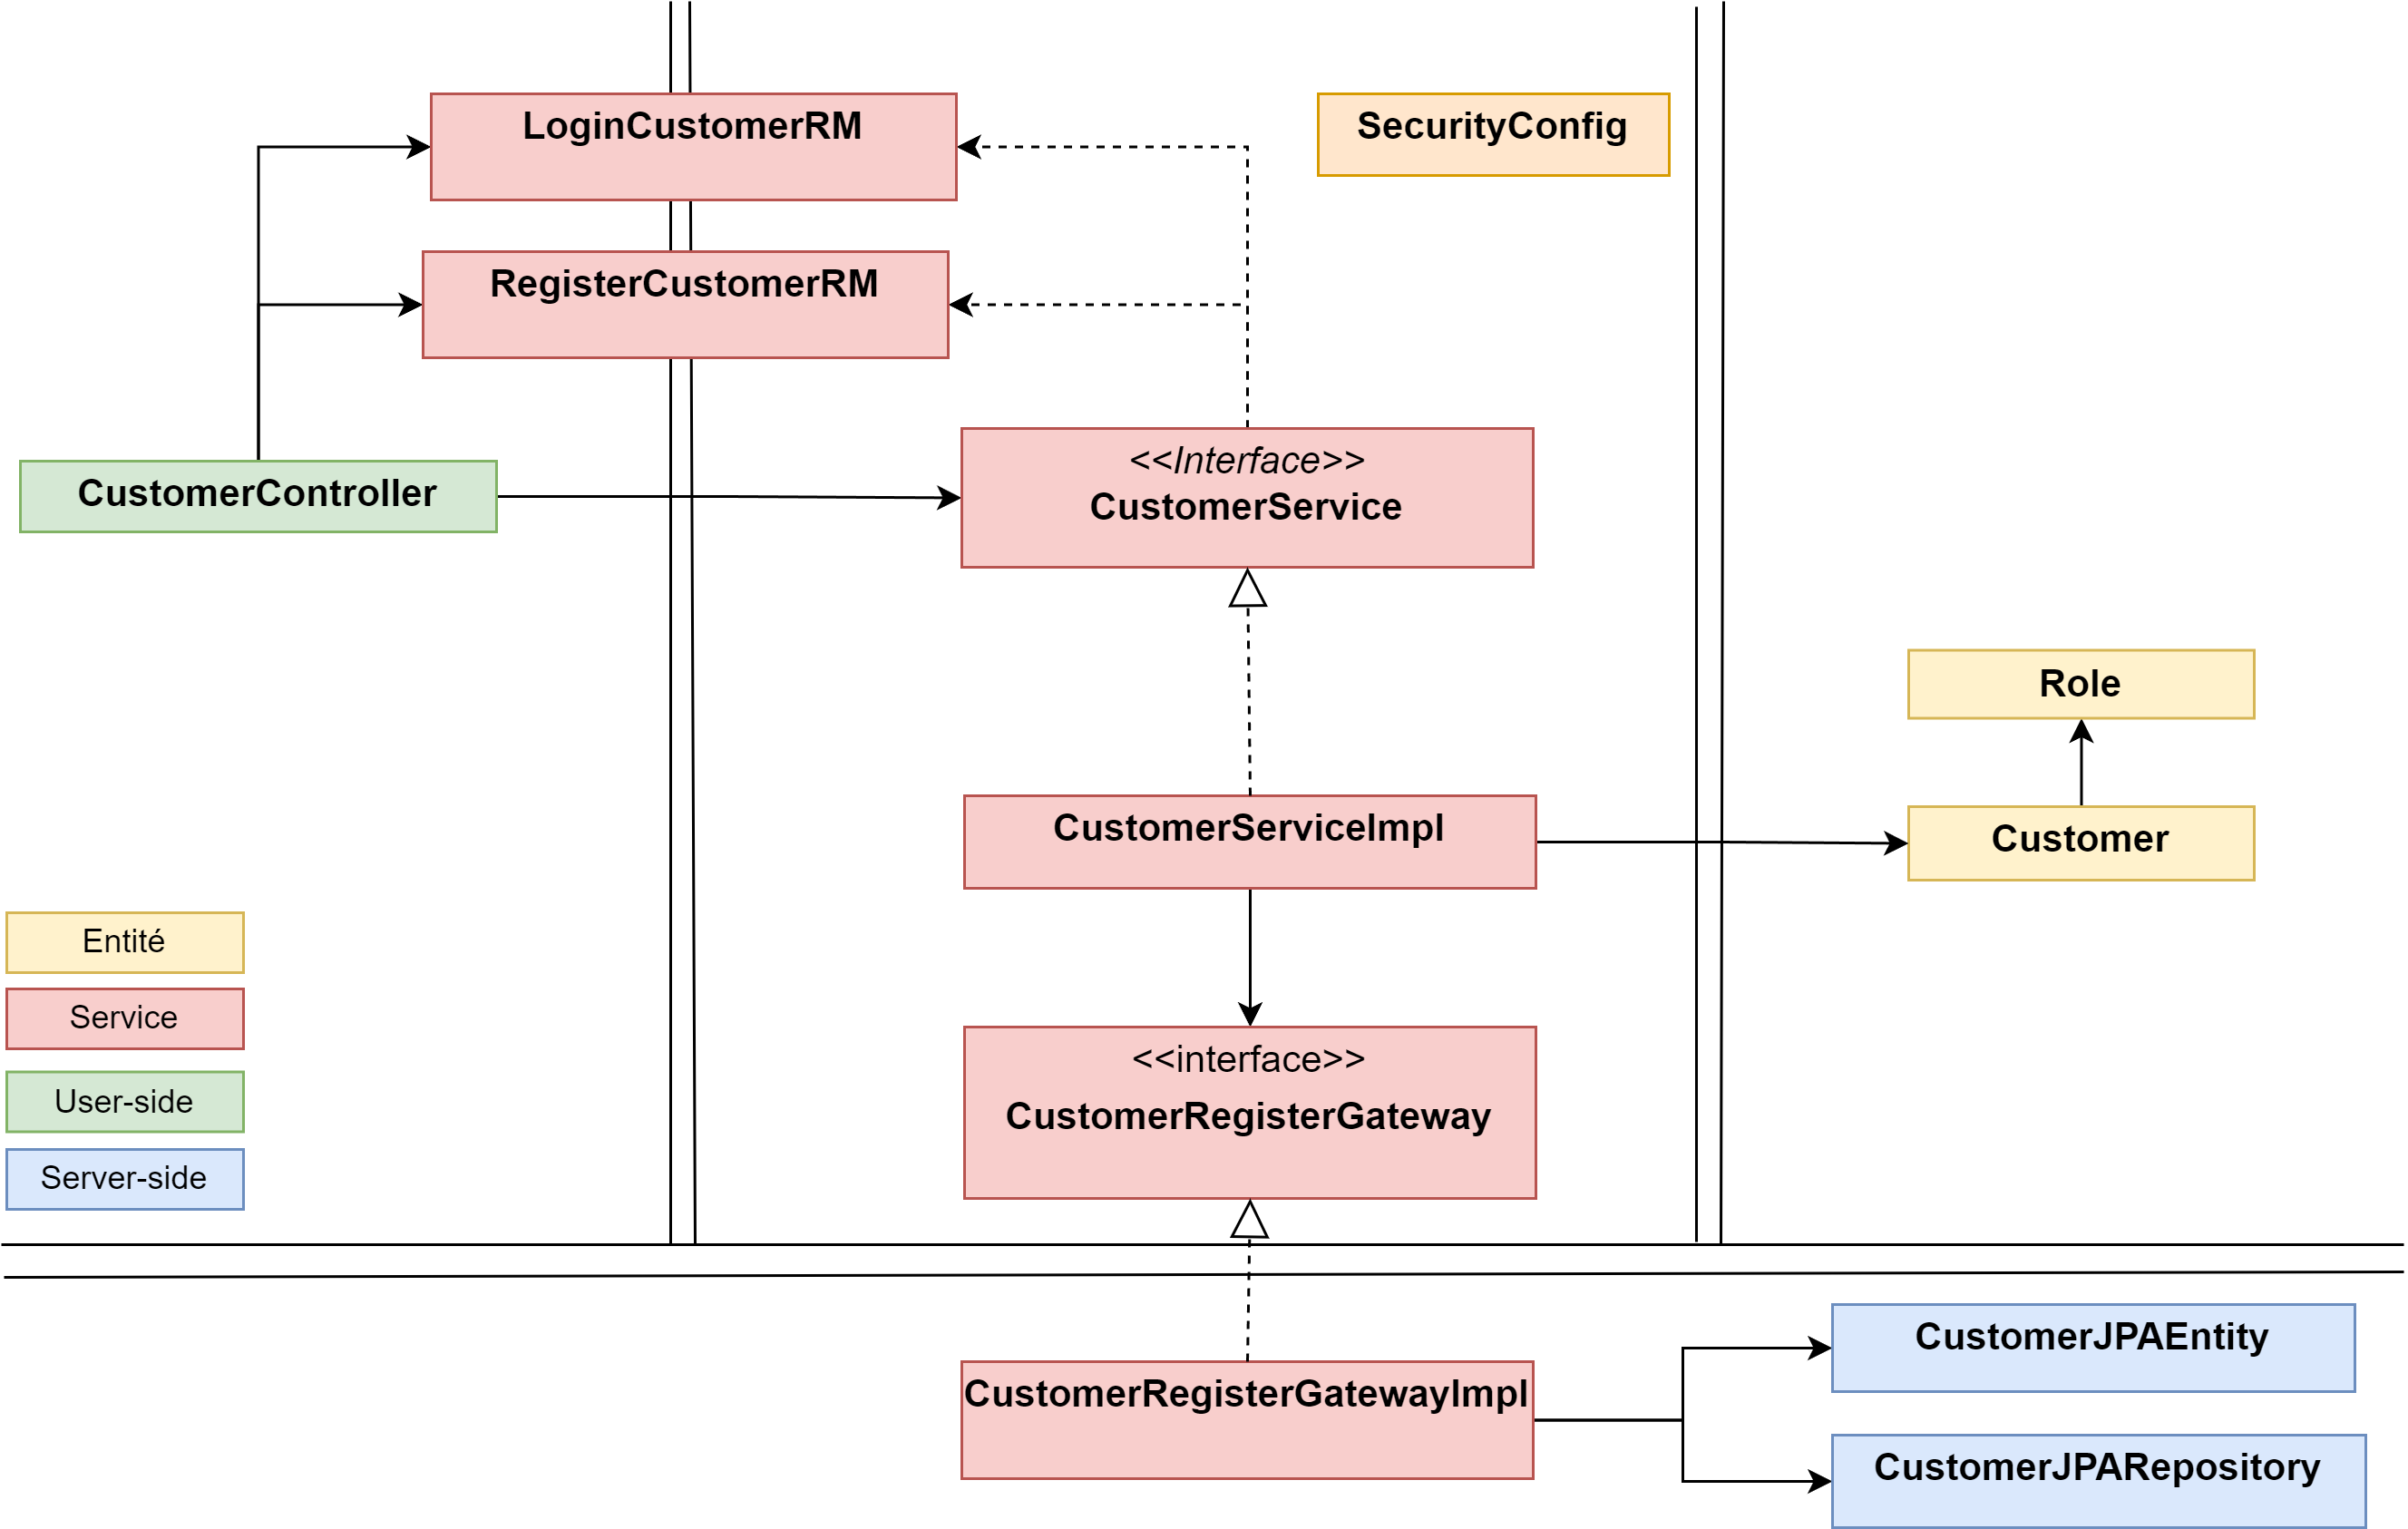 LoginCustomerRM
SecurityConfig
RegisterCustomerRM
CustomerController
<<Interface>>
CustomerService
Role
CustomerServiceImpl
Customer
Entité
Service
User-side
Server-side
<<interface>>
CustomerRegisterGateway
CustomerRegisterGatewayImpl
CustomerJPAEntity
CustomerJPARepository